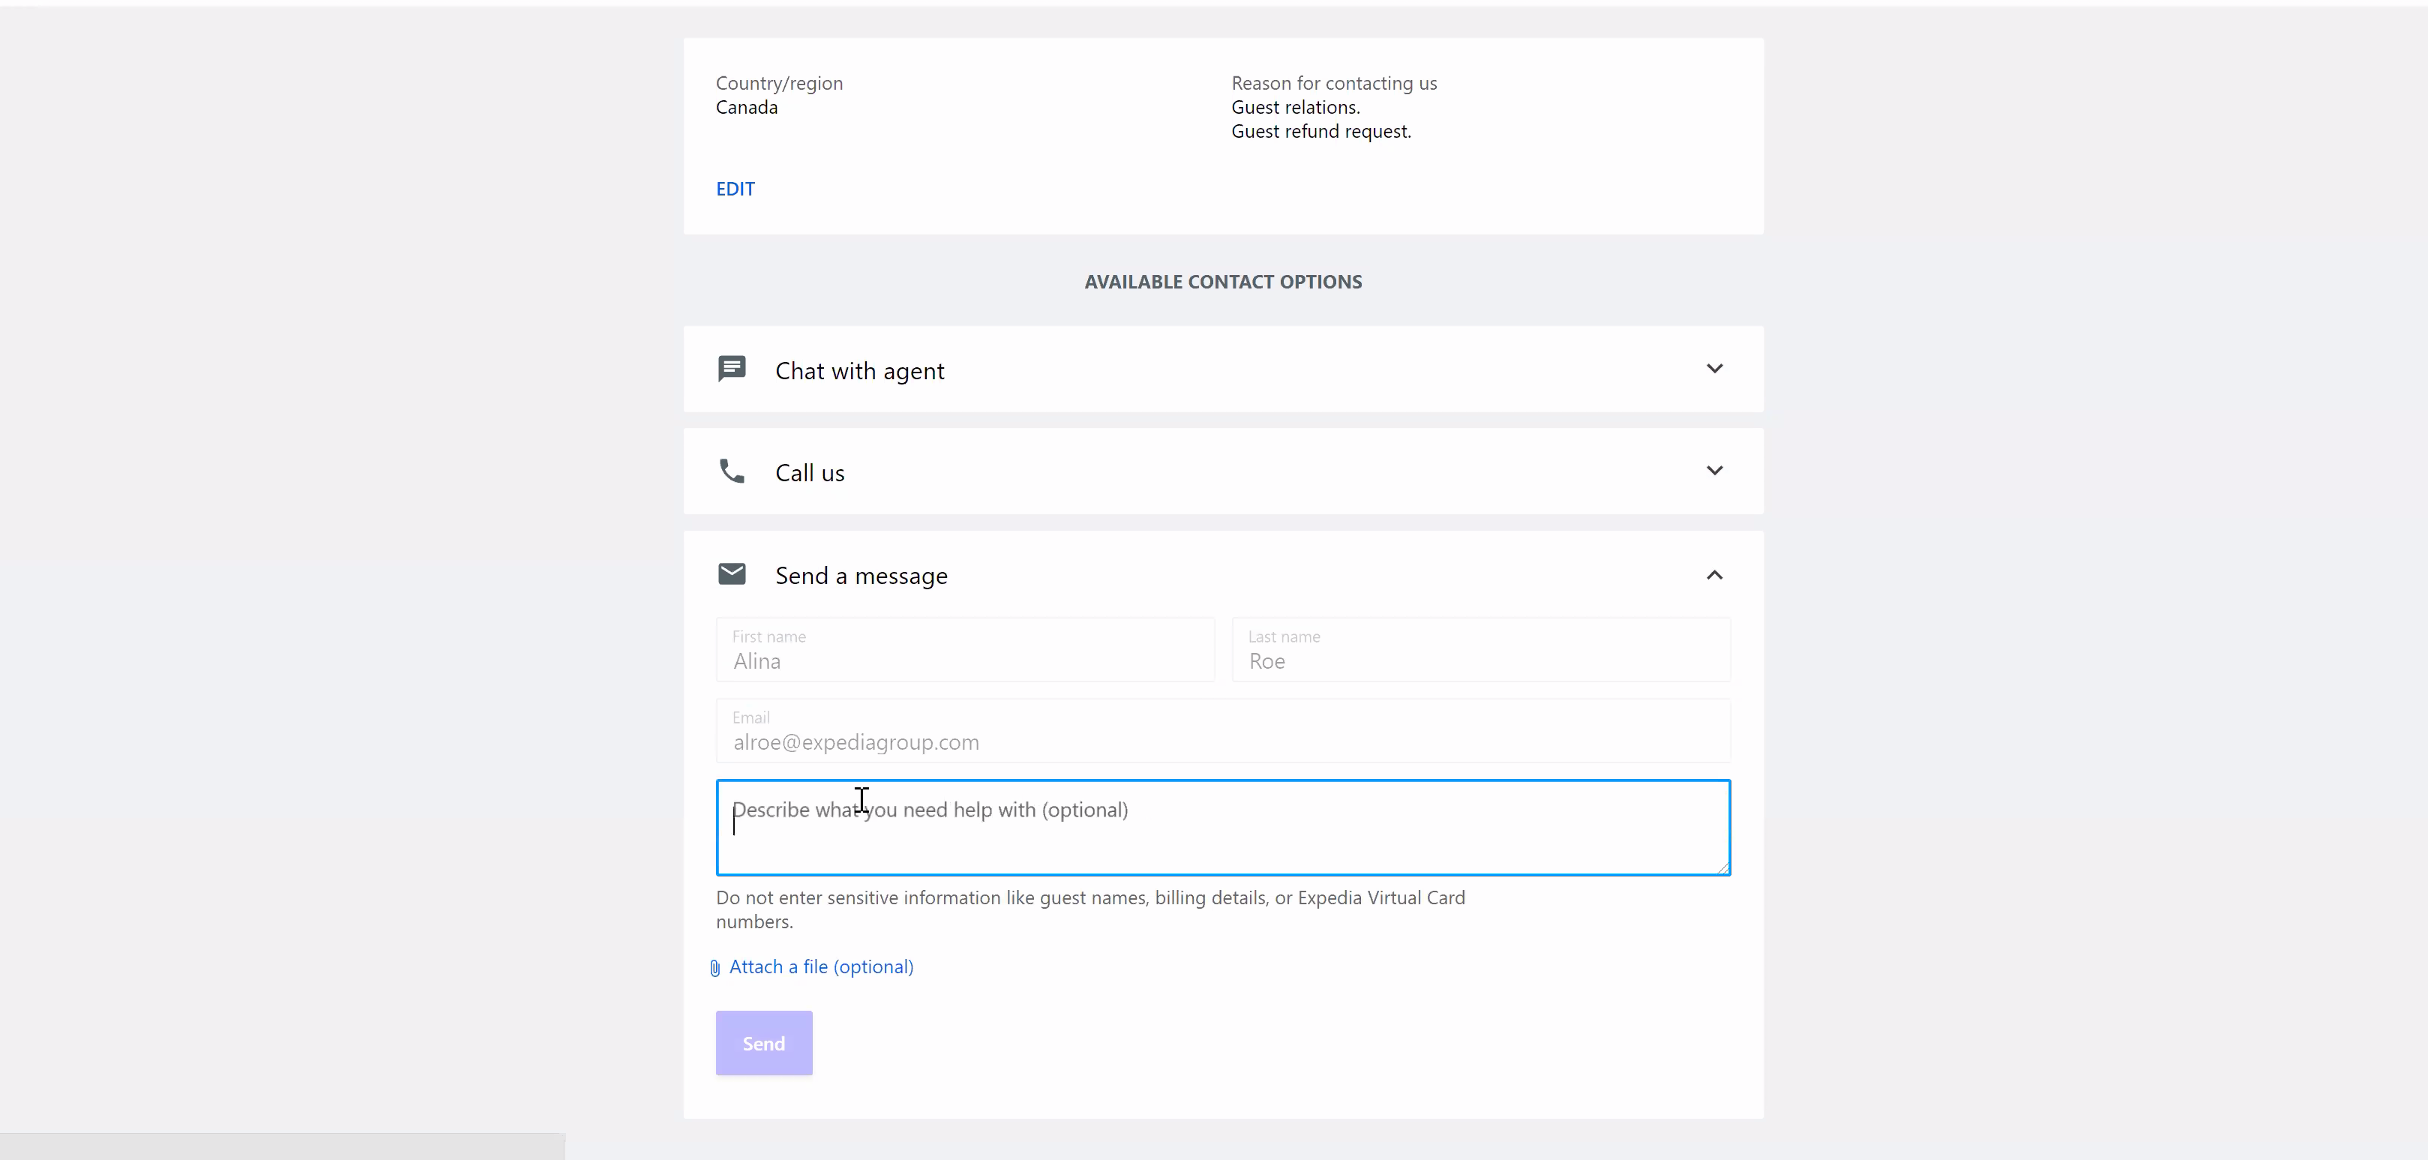 Country/region
Canada
Reason for contacting us
Guest relations.
Guest refund request.
EDIT
AVAILABLE CONTACT OPTIONS
Chat with agent
Call us
Send a message
First name
Alina
Last name
Roe
Email
alroe@expediagroup.com
Describe what you need help with (optional)
Do not enter sensitive information like guest names, billing details, or Expedia Virtual Card
numbers.
Attach a file (optional)
Send